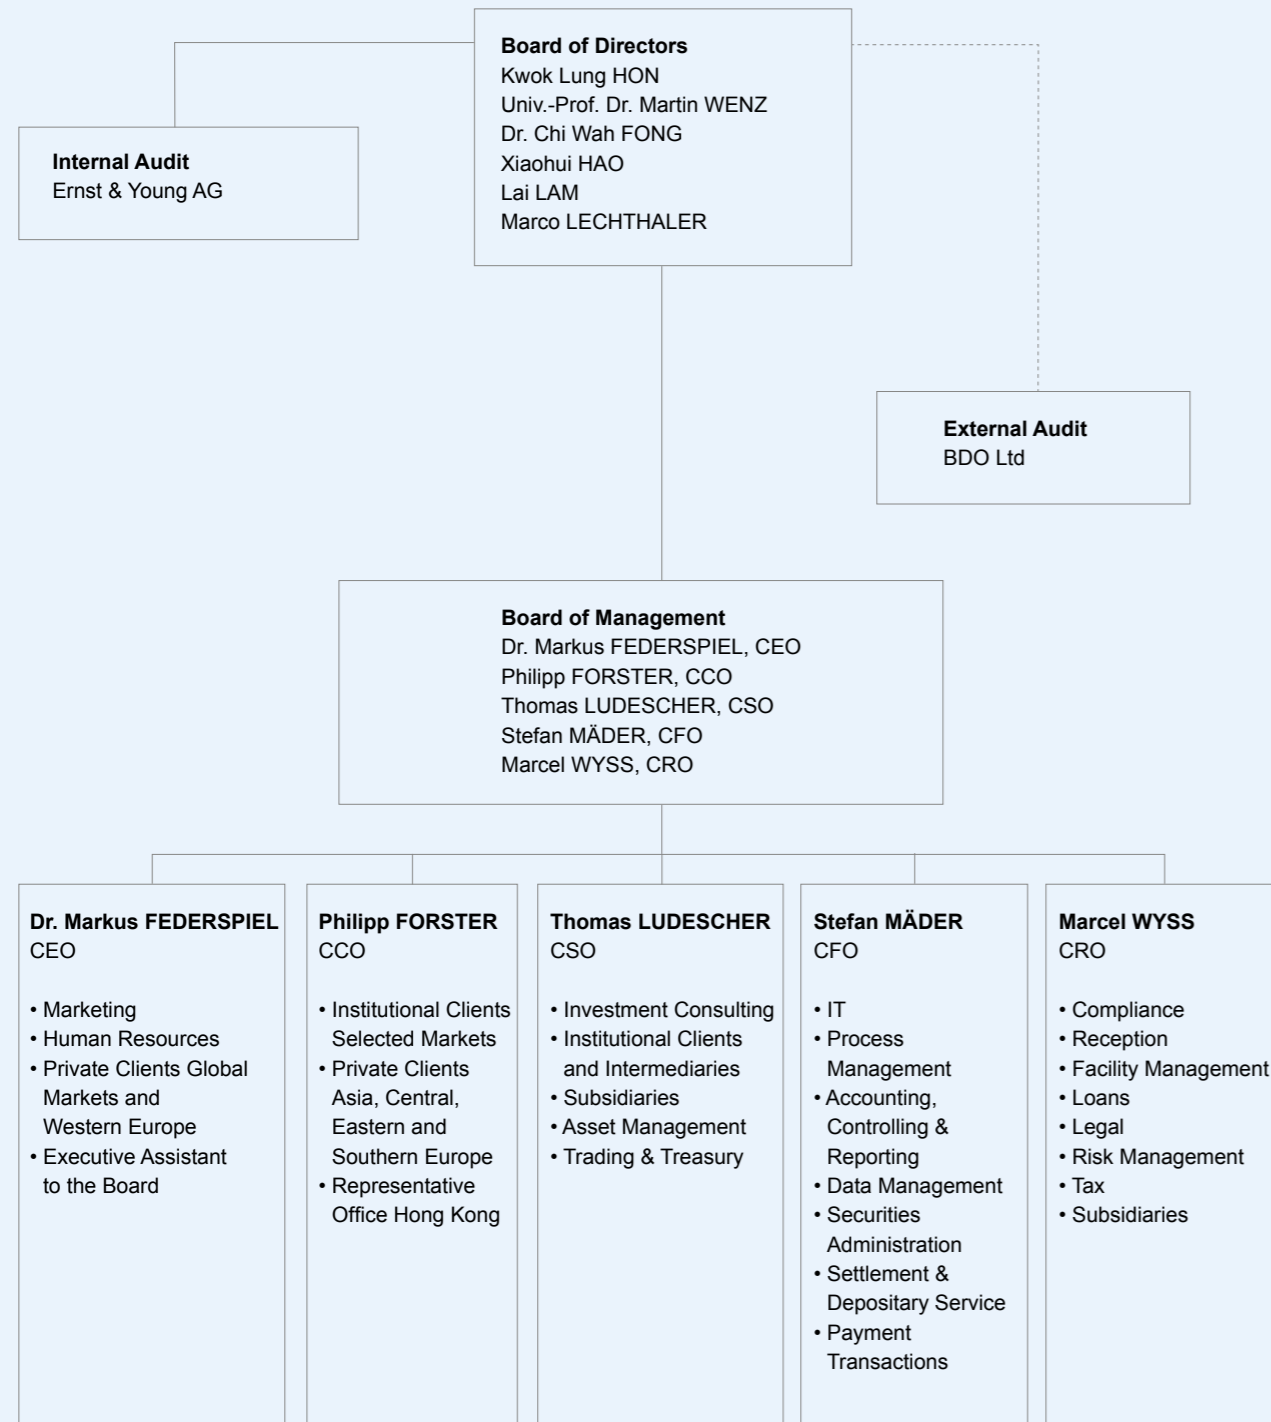 Board of Directors
Kwok Lung HON
Univ.-Prof. Dr. Martin WENZ
Dr. Chi Wah FONG
Xiaohui HAO
Lai LAM
Marco LECHTHALER
Internal Audit
Ernst & Young AG
External Audit
BDO Ltd
Board of Management
Dr. Markus FEDERSPIEL, CEO
Philipp FORSTER, CCO
Thomas LUDESCHER, CSO
Stefan MÄDER, CFO
Marcel WYSS, CRO
Dr. Markus FEDERSPIEL
CEO
• Marketing
• Human Resources
• Private Clients Global
Markets and
Western Europe
• Executive Assistant
to the Board
Philipp FORSTER
CCO
• Institutional Clients
Selected Markets
• Private Clients
Asia, Central,
Eastern and
Southern Europe
• Representative
Office Hong Kong
Thomas LUDESCHER
CSO
• Investment Consulting
• Institutional Clients
and Intermediaries
• Subsidiaries
• Asset Management
• Trading & Treasury
Stefan MÄDER
CFO
• IT
• Process
Management
• Accounting,
Controlling &
Reporting
• Data Management
• Securities
Administration
• Settlement &
Depositary Service
• Payment
Transactions
Marcel WYSS
CRO
• Compliance
• Reception
• Facility Management
• Loans
• Legal
• Risk Management
• Tax
• Subsidiaries